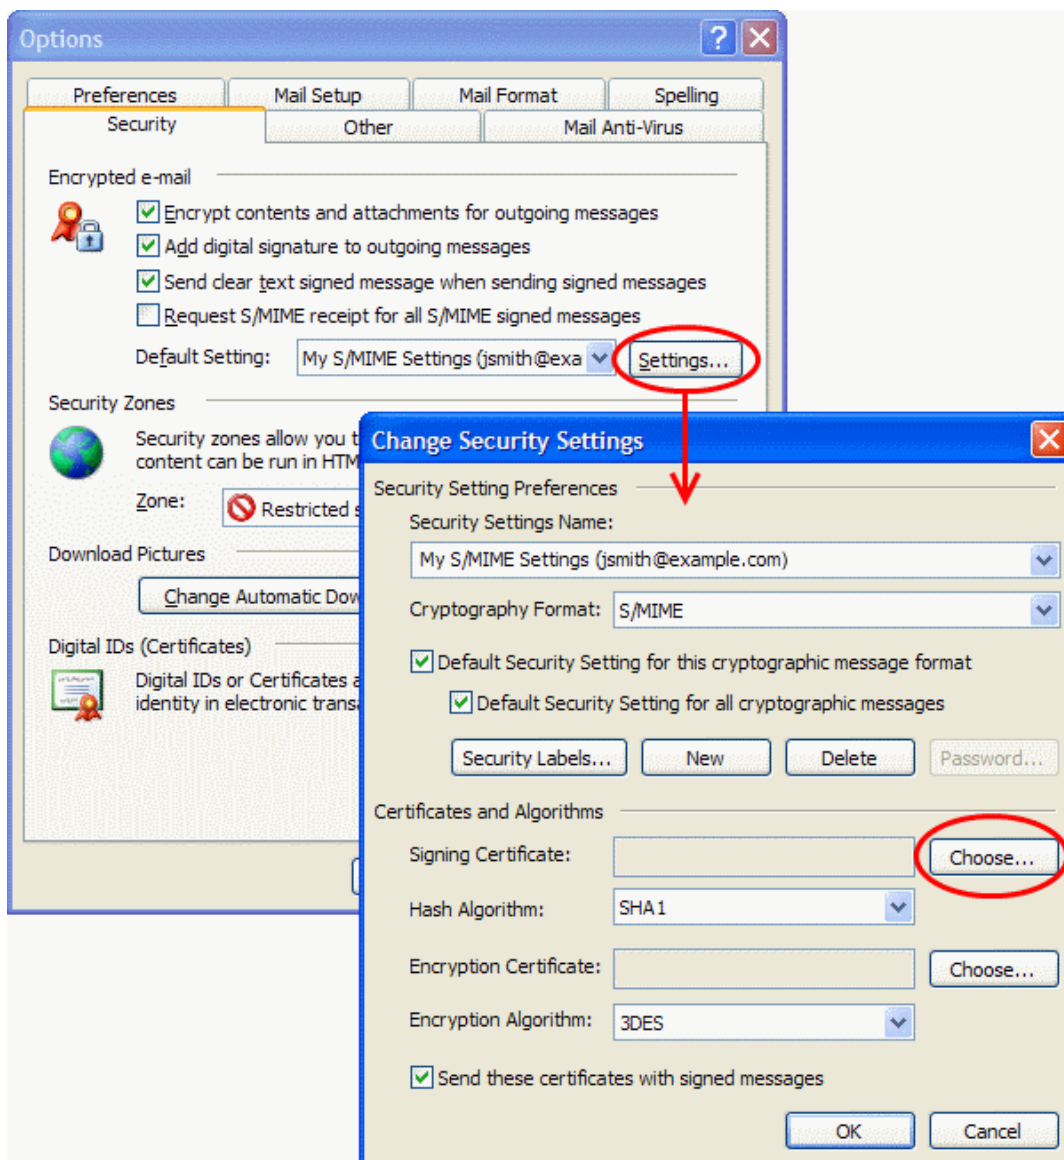 Options
?
Preferences
Mail Setup
Mail Format
Spelling
Security
Other
Mail Anti-Virus
Encrypted e-mail
Encrypt contents and attachments for outgoing messages
Add digital signature to outgoing messages
Send clear text signed message when sending signed messages
Request S/MIME receipt for all S/MIME signed messages
Default Setting: My S/MIME Settings (jsmith@exa Settings...
Security Zones
Security zones allow you t
content can be run in HTM
Zone: Restricted s
Download Pictures
Change Automatic Dow
Digital IDs (Certificates)
Digital IDs or Certificates a
identity in electronic transa
Change Security Settings
Security Setting Preferences
Security Settings Name:
My S/MIME Settings (jsmith@example.com)
Cryptography Format: S/MIME
Default Security Setting for this cryptographic message format
Default Security Setting for all cryptographic messages
Security Labels... New Delete Password...
Certificates and Algorithms
Signing Certificate: Choose...
Hash Algorithm: SHA1
Encryption Certificate: Choose...
Encryption Algorithm: 3DES
Send these certificates with signed messages
OK Cancel